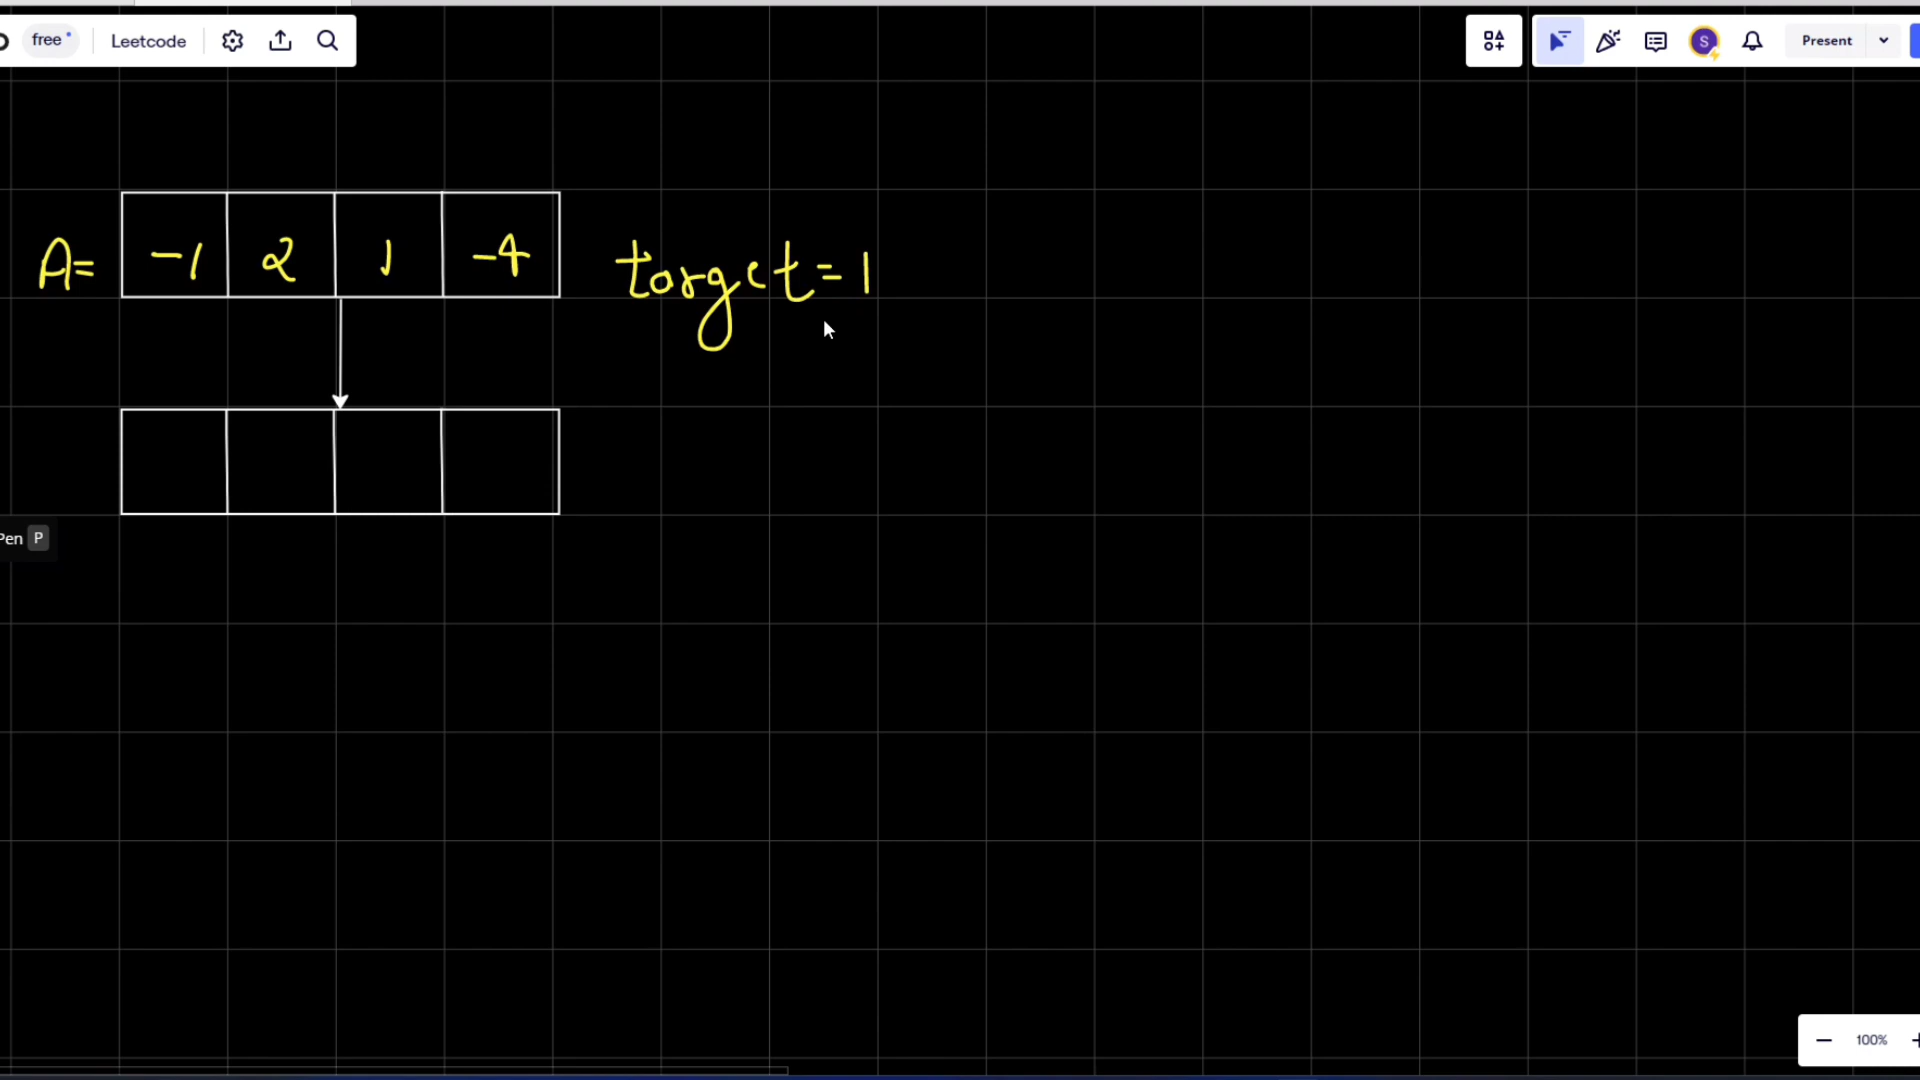 free Leetcode Present
A= -1 2 1 -4 target=1
Pen P
100%